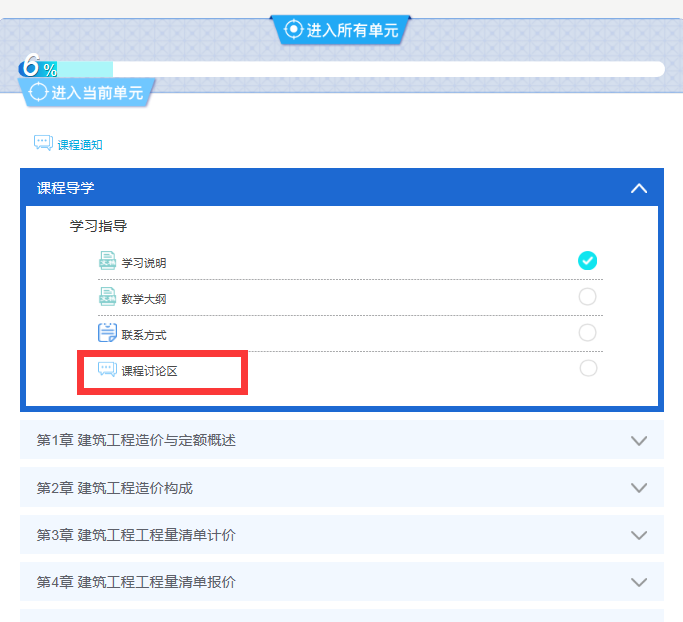 进入所有单元
6%
进入当前单元
课程通知
课程导学
学习指导
学习说明
教学大纲
联系方式
课程讨论区
第1章 建筑工程造价与定额概述
第2章 建筑工程造价构成
第3章 建筑工程工程量清单计价
第4章 建筑工程工程量清单报价